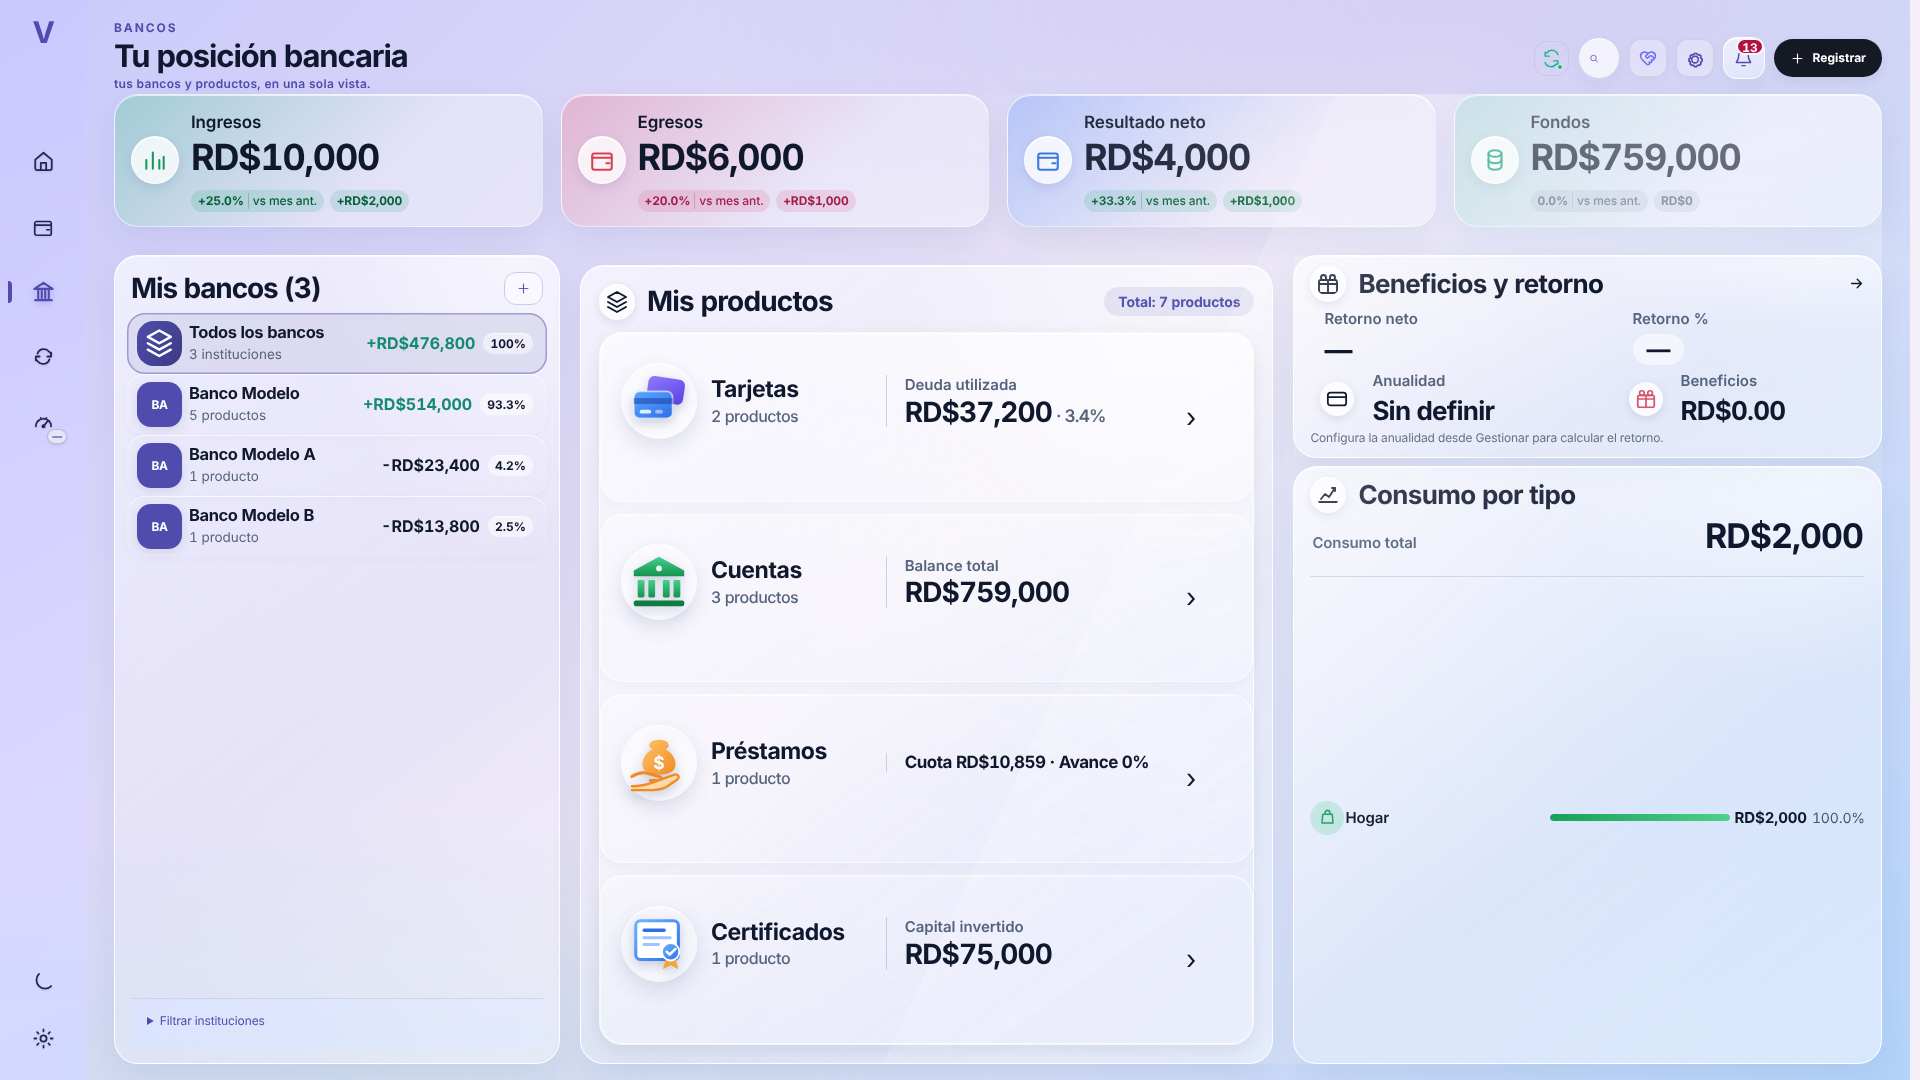 V
BANCOS
Tu posición bancaria
tus bancos y productos, en una sola vista.
13
+ Registrar
Ingresos
RD$10,000
+25.0% | vs mes ant. +RD$2,000
Egresos
RD$6,000
+20.0% | vs mes ant. +RD$1,000
Resultado neto
RD$4,000
+33.3% | vs mes ant. +RD$1,000
Fondos
RD$759,000
0.0% | vs mes ant. RD$0
Mis bancos (3)
+
Todos los bancos
3 instituciones
+RD$476,800 100%
BA
Banco Modelo
5 productos
+RD$514,000 93.3%
BA
Banco Modelo A
1 producto
-RD$23,400 4.2%
BA
Banco Modelo B
1 producto
-RD$13,800 2.5%
▶ Filtrar instituciones
Mis productos
Total: 7 productos
Tarjetas
2 productos
Deuda utilizada
RD$37,200 · 3.4%
›
Cuentas
3 productos
Balance total
RD$759,000
›
$
Préstamos
1 producto
Cuota RD$10,859 · Avance 0%
›
Certificados
1 producto
Capital invertido
RD$75,000
›
Beneficios y retorno
→
Retorno neto
—
Retorno %
—
Anualidad
Sin definir
Beneficios
RD$0.00
Configura la anualidad desde Gestionar para calcular el retorno.
Consumo por tipo
Consumo total
RD$2,000
Hogar
RD$2,000 100.0%